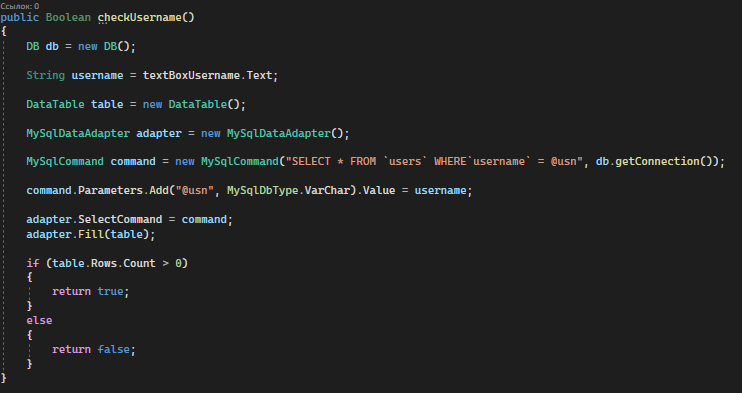 Ссылок: 0
public Boolean checkUsername()
{
    DB db = new DB();
    String username = textBoxUsername.Text;
    DataTable table = new DataTable();
    MySqlDataAdapter adapter = new MySqlDataAdapter();
    MySqlCommand command = new MySqlCommand("SELECT * FROM `users` WHERE`username` = @usn", db.getConnection());
    command.Parameters.Add("@usn", MySqlDbType.VarChar).Value = username;
    adapter.SelectCommand = command;
    adapter.Fill(table);
    if (table.Rows.Count > 0)
    {
        return true;
    }
    else
    {
        return false;
    }
}